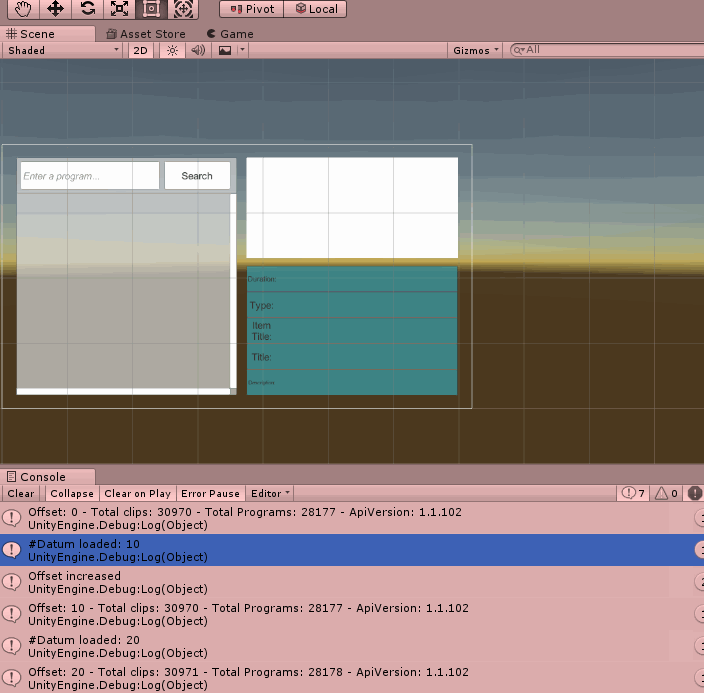 Pivot Local
Scene Asset Store Game
Shaded 2D Gizmos All
Enter a program... Search
Duration
Type:
Item
Title:
Title:
Description
Console
Clear Collapse Clear on Play Error Pause Editor 7 0
Offset: 0 - Total clips: 30970 - Total Programs: 28177 - ApiVersion: 1.1.102
UnityEngine.Debug:Log(Object)
#Datum loaded: 10
UnityEngine.Debug:Log(Object)
Offset increased
UnityEngine.Debug:Log(Object)
Offset: 10 - Total clips: 30970 - Total Programs: 28177 - ApiVersion: 1.1.102
UnityEngine.Debug:Log(Object)
#Datum loaded: 20
UnityEngine.Debug:Log(Object)
Offset: 20 - Total clips: 30971 - Total Programs: 28178 - ApiVersion: 1.1.102
UnityEngine.Debug:Log(Object)